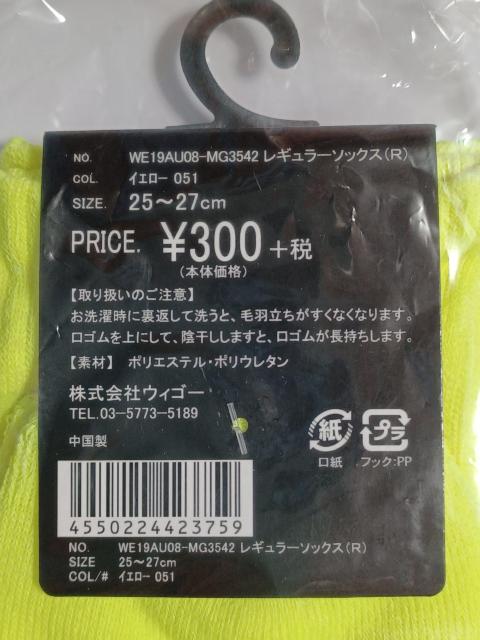 NO. WE19AU08-MG3542 レギュラーソックス(R)
COL. イエロー 051
SIZE. 25～27cm
PRICE. ¥300 +税
(本体価格)
【取り扱いのご注意】
お洗濯時に裏返して洗うと、毛羽立ちがすくなくなります。
口ゴムを上にして、陰干ししますと、口ゴムが長持ちします。
【素材】 ポリエステル・ポリウレタン
株式会社ウィゴー
TEL.03-5773-5189
中国製
紙 プラ
口紙 フック:PP
4550224423759
NO. WE19AU08-MG3542 レギュラーソックス(R)
SIZE 25～27cm
COL/# イエロー 051